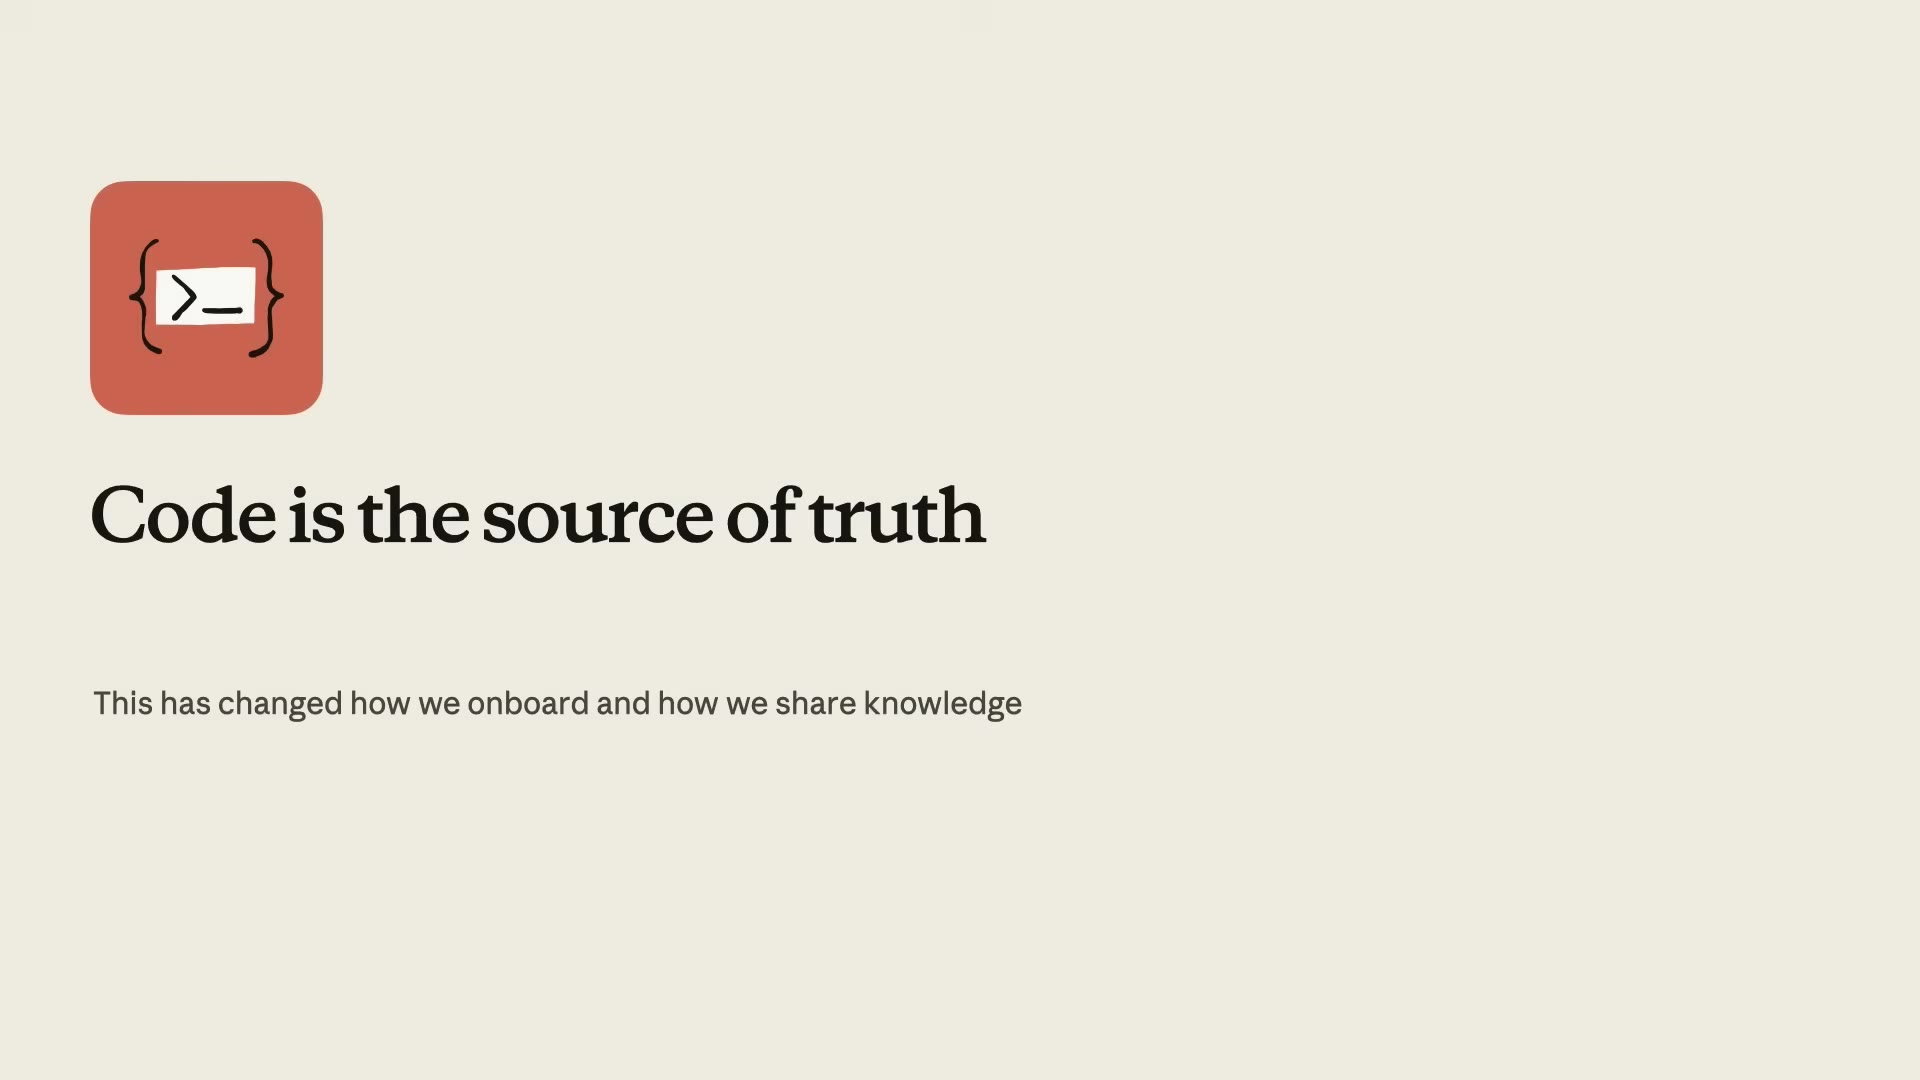 {>_}
Code is the source of truth
This has changed how we onboard and how we share knowledge